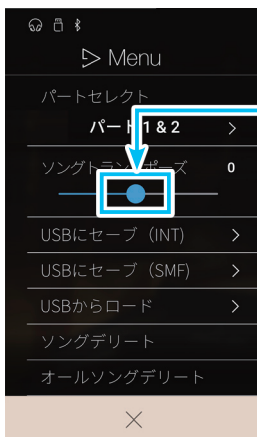 Menu
パートセレクト
パート 1 & 2
ソングトランスポーズ 0
USBにセーブ（INT）
USBにセーブ（SMF）
USBからロード
ソングデリート
オールソングデリート